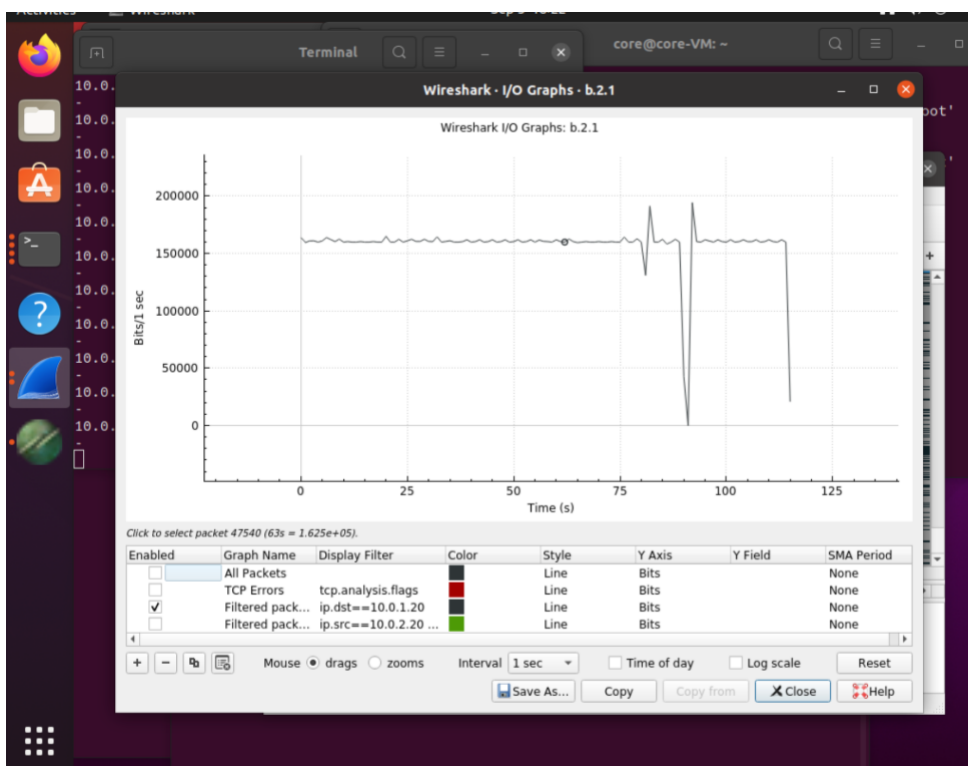 Activities
Wireshark
Terminal
core@core-VM: ~
Wireshark · I/O Graphs · b.2.1
10.0.
-
10.0.
-
10.0.
-
10.0.
-
10.0.
-
10.0.
-
10.0.
-
10.0.
-
10.0.
-
10.0.
-
10.0.
-
oot'
'
Wireshark I/O Graphs: b.2.1
Bits/1 sec
200000
150000
100000
50000
0
0 25 50 75 100 125
Time (s)
Click to select packet 47540 (63s = 1.625e+05).
Enabled Graph Name Display Filter Color Style Y Axis Y Field SMA Period
All Packets Line Bits None
TCP Errors tcp.analysis.flags Line Bits None
Filtered pack... ip.dst==10.0.1.20 Line Bits None
Filtered pack... ip.src==10.0.2.20 ... Line Bits None
Mouse drags zooms Interval 1 sec Time of day Log scale Reset
Save As... Copy Copy from Close Help